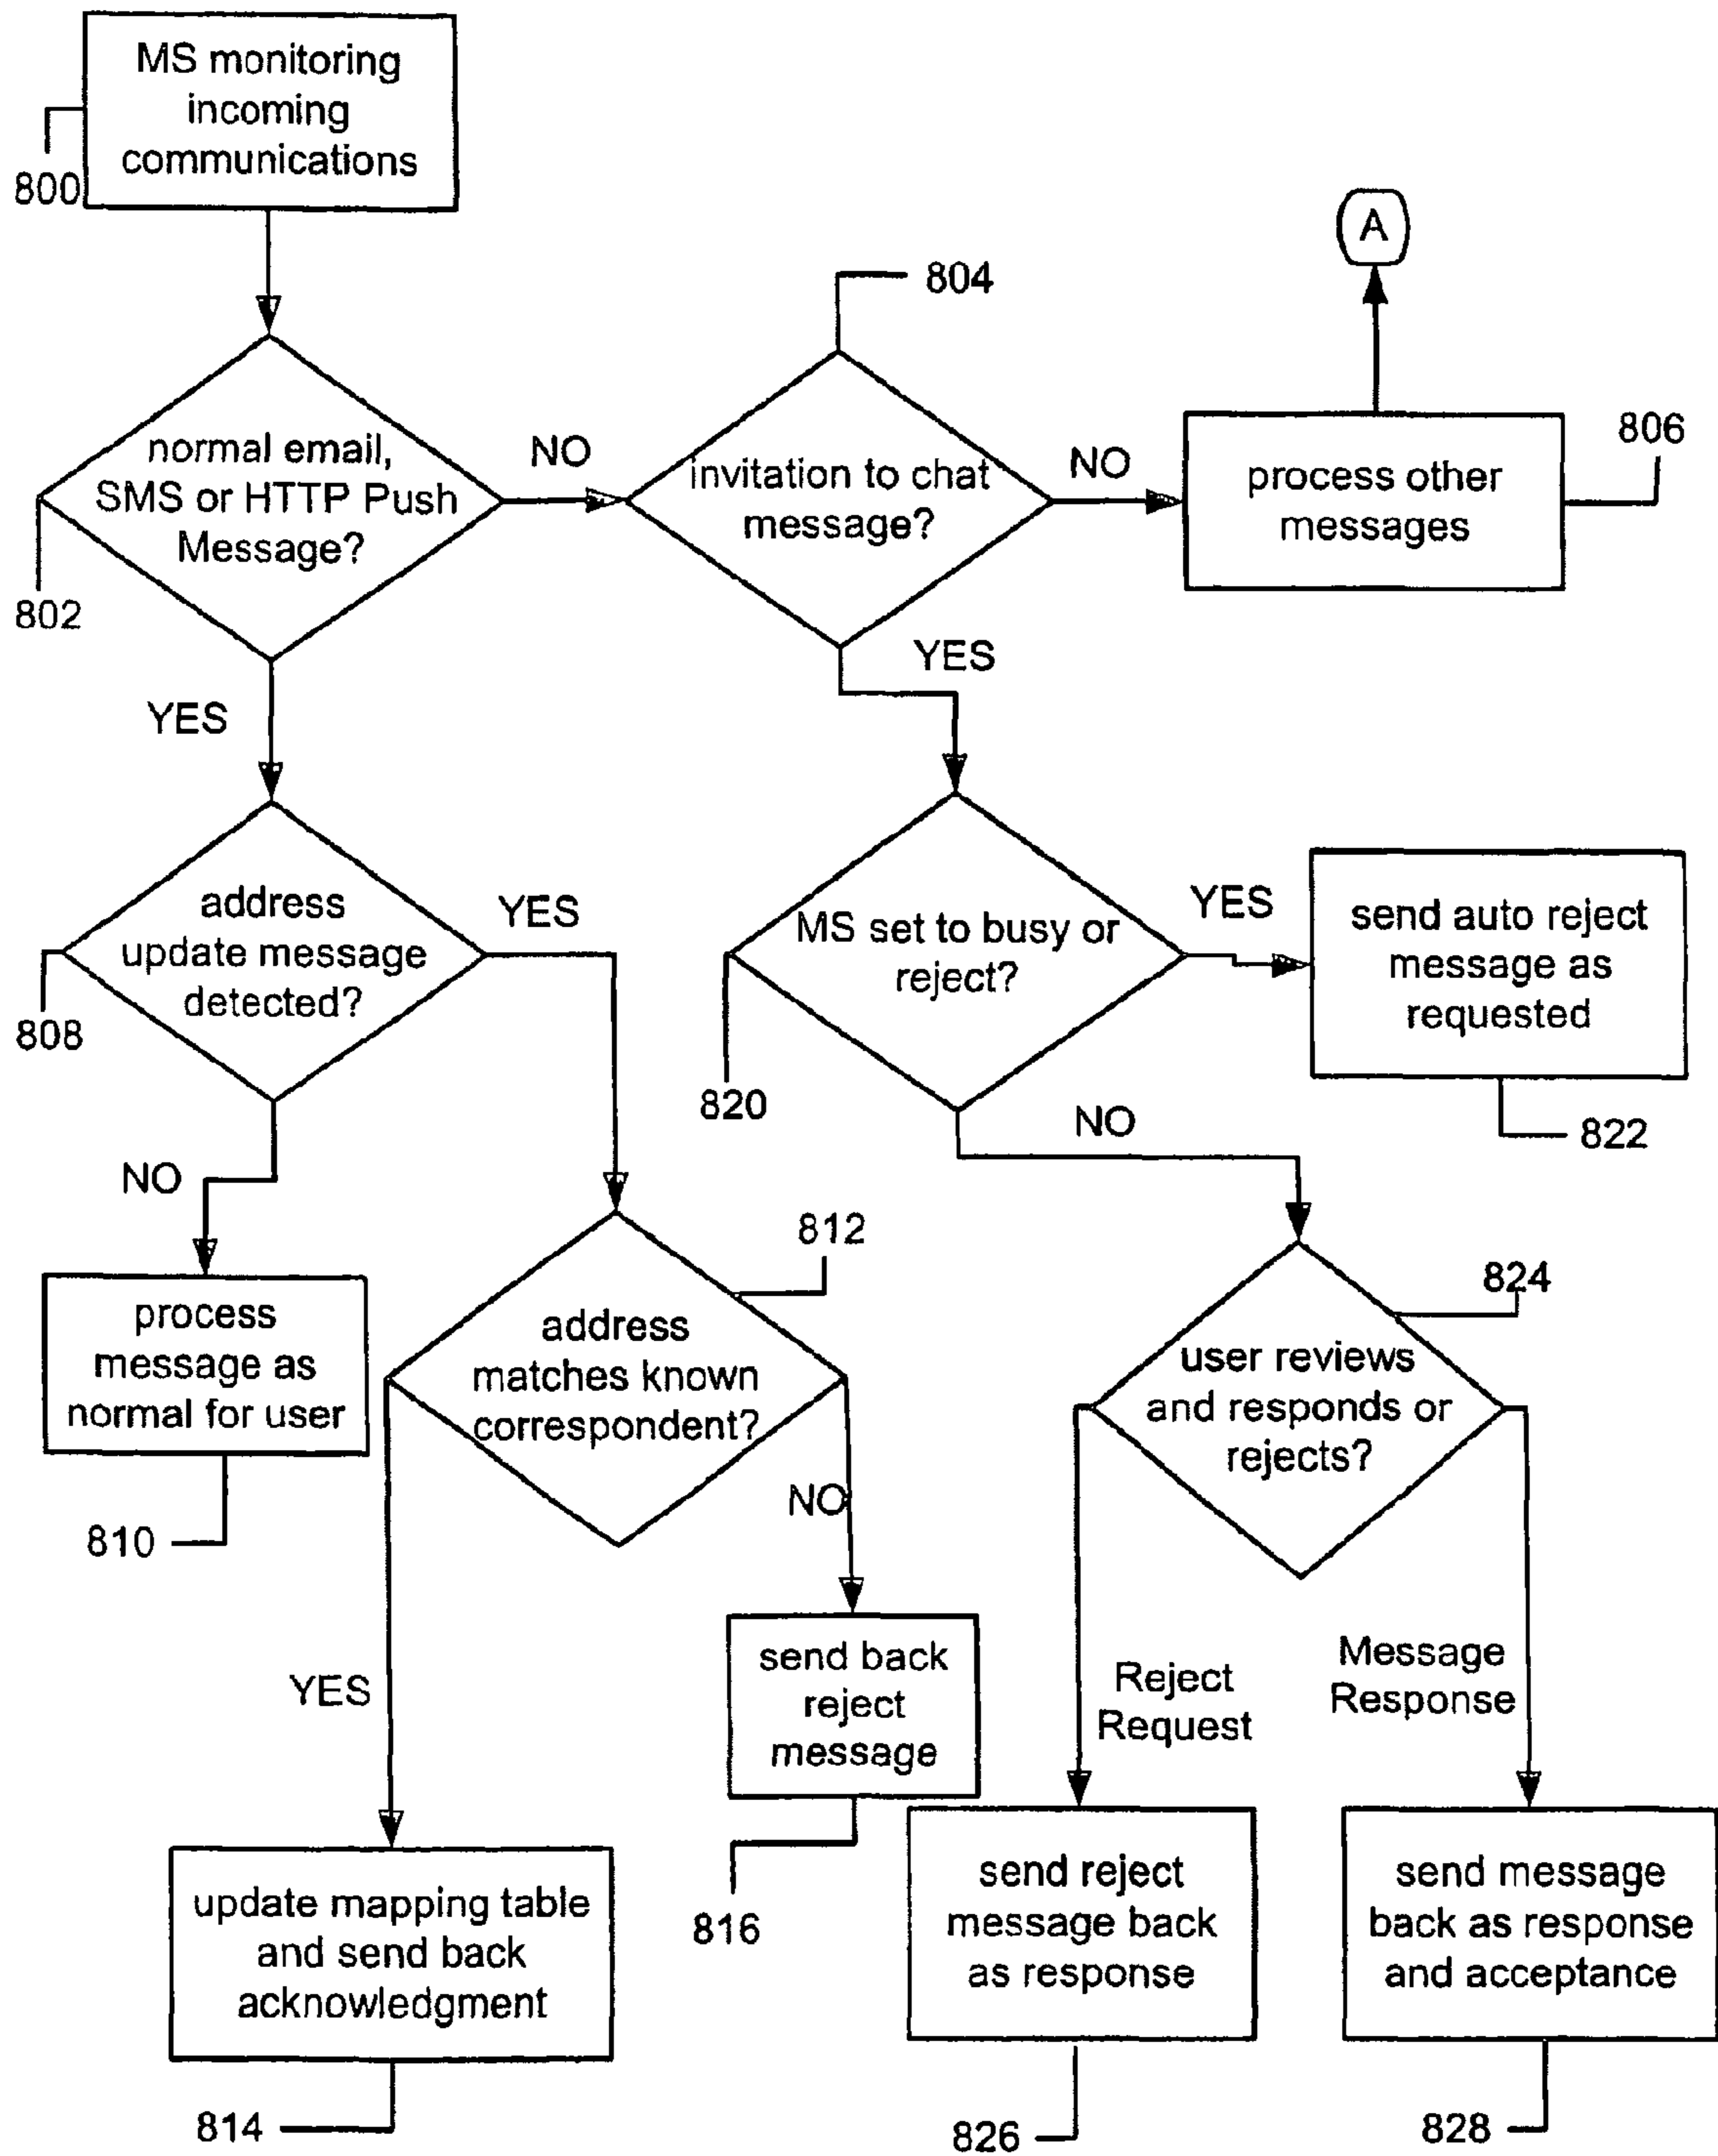 MS monitoring
incoming
communications
800
A
804
normal email,
SMS or HTTP Push
Message?
802
NO
invitation to chat
message?
NO
process other
messages
806
YES
YES
address
update message
detected?
808
YES
MS set to busy or
reject?
820
YES
send auto reject
message as
requested
822
NO
NO
process
message as
normal for user
810
812
address
matches known
correspondent?
824
user reviews
and responds or
rejects?
NO
YES
send back
reject
message
816
Reject
Request
Message
Response
update mapping table
and send back
acknowledgment
814
send reject
message back
as response
826
send message
back as response
and acceptance
828